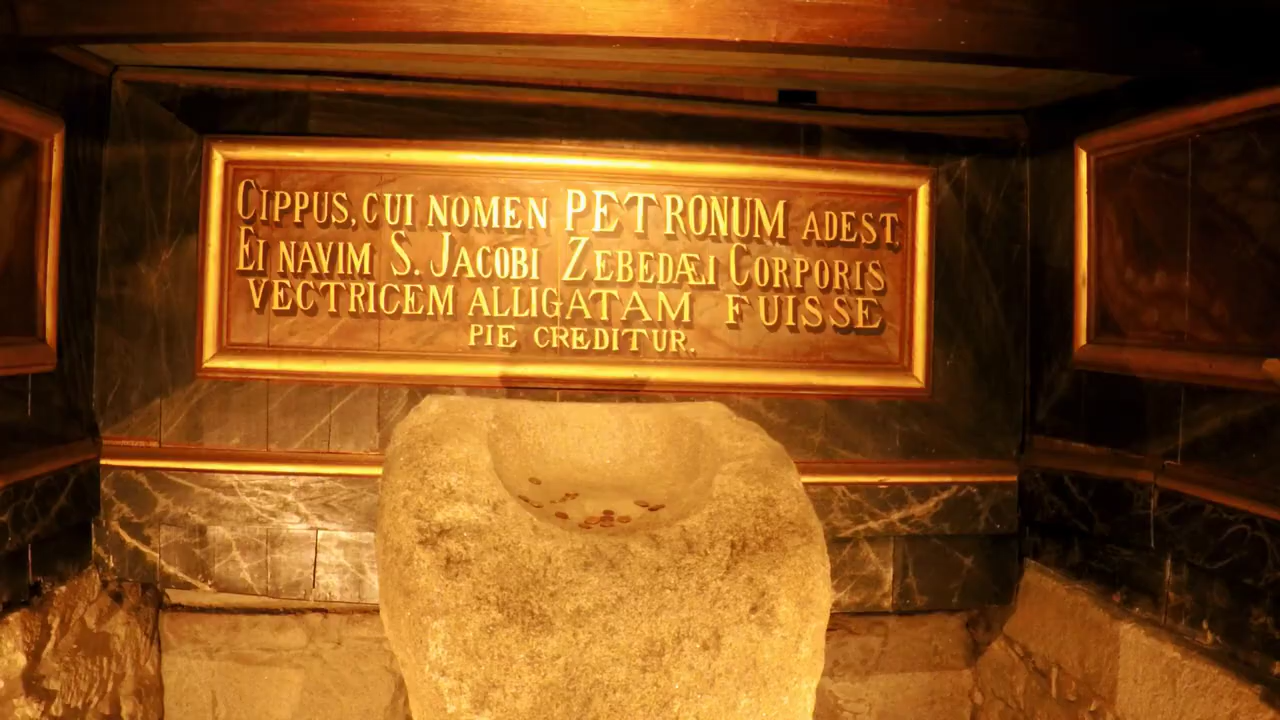 CIPPUS, CUI NOMEN PETRONUM ADEST,
EI NAVIM S. JACOBI ZEBEDÆI CORPORIS
VECTRICEM ALLIGATAM FUISSE
PIE CREDITUR.